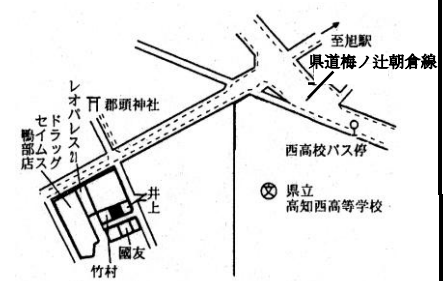 至旭駅
県道梅ノ辻朝倉線
郡頭神社
レオパレス21
ドラッグ
セイムス
鴨部店
西高校バス停
井上
県立
高知西高等学校
國友
竹村